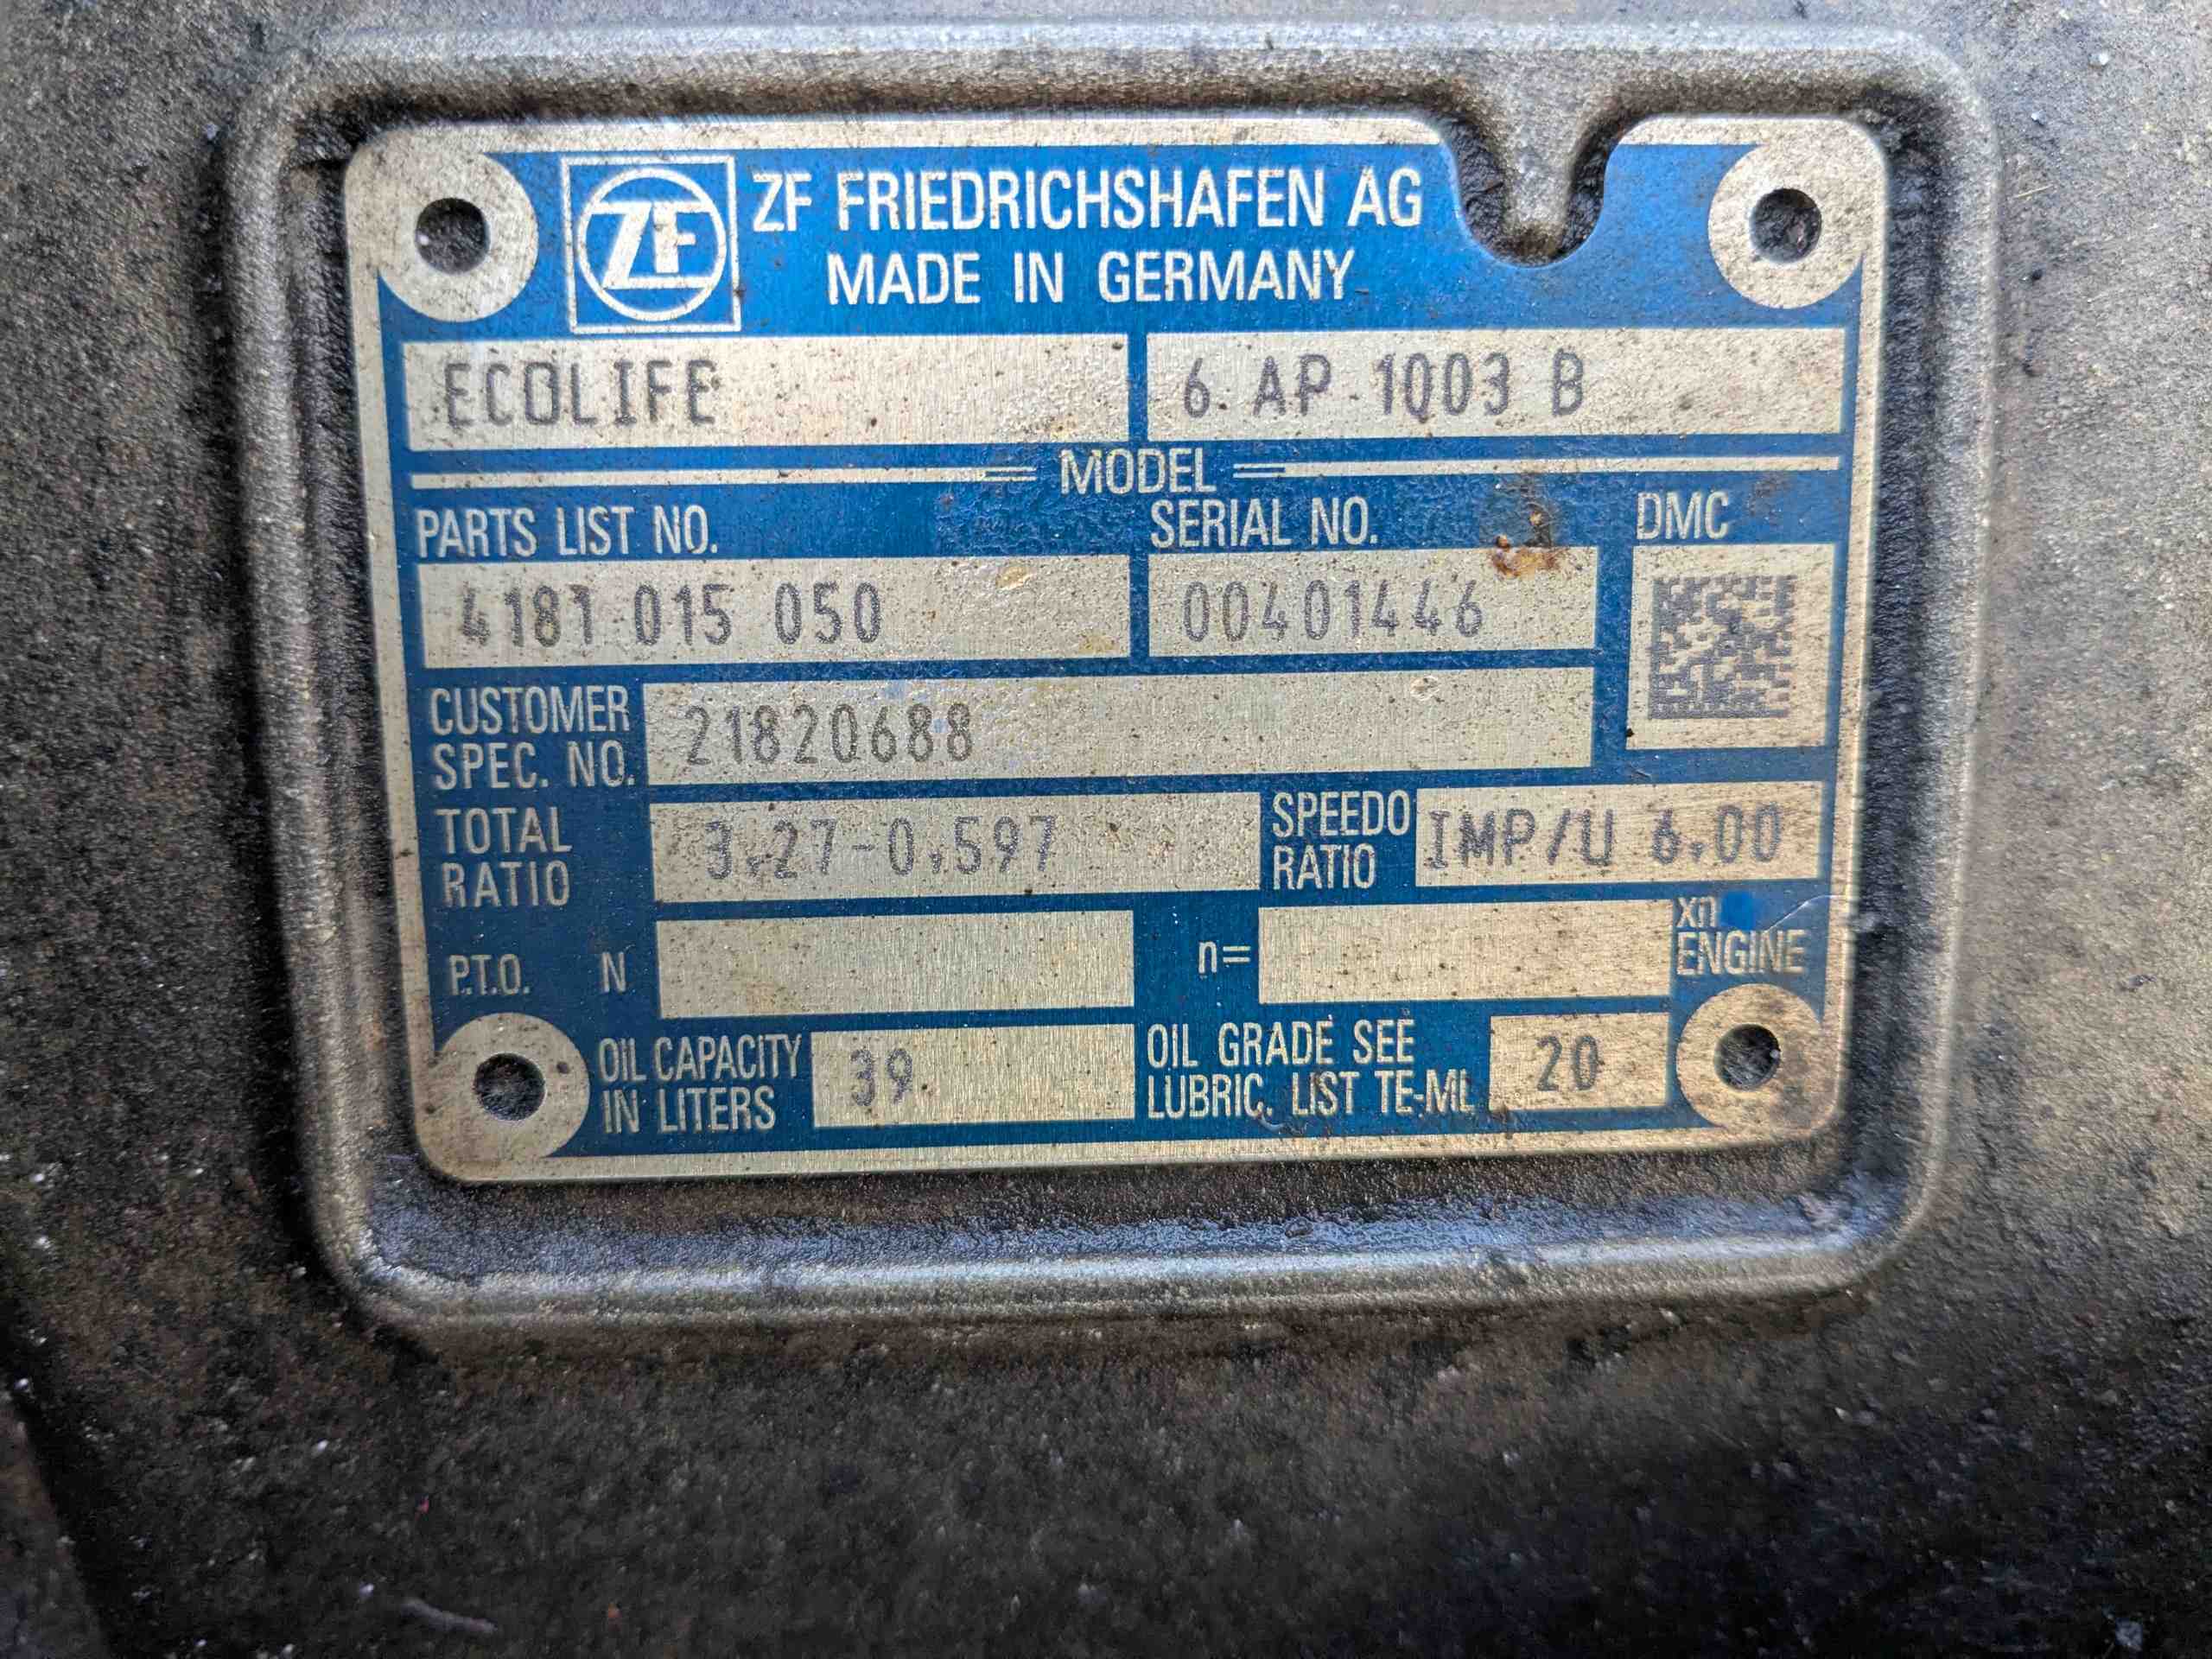 ZF
ZF FRIEDRICHSHAFEN AG
MADE IN GERMANY
ECOLIFE
6 AP 1003 B
MODEL
PARTS LIST NO.
SERIAL NO.
DMC
4181 015 050
00401446
CUSTOMER
SPEC. NO.
21820688
TOTAL
RATIO
3,27-0,597
SPEEDO
RATIO
IMP/U 6,00
P.T.O. N
n=
xn
ENGINE
OIL CAPACITY
IN LITERS
39
OIL GRADE SEE
LUBRIC. LIST TE-ML
20